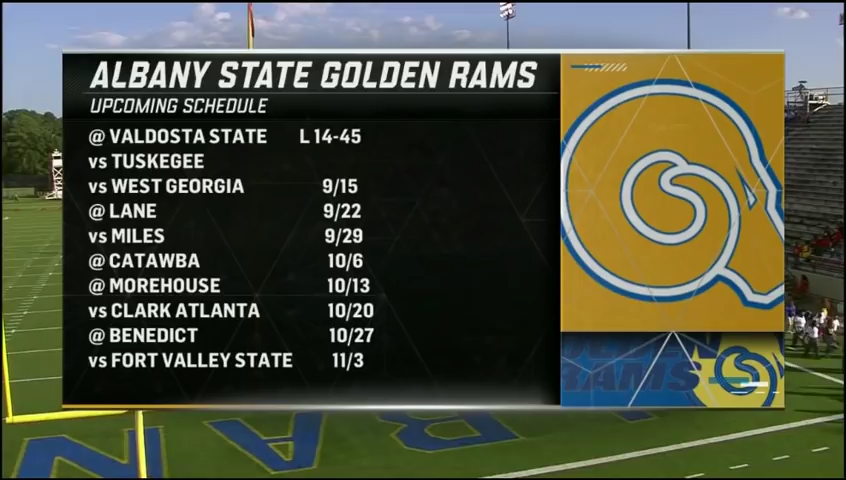 ALBANY STATE GOLDEN RAMS
UPCOMING SCHEDULE
@ VALDOSTA STATE L 14-45
vs TUSKEGEE
vs WEST GEORGIA 9/15
@ LANE 9/22
vs MILES 9/29
@ CATAWBA 10/6
@ MOREHOUSE 10/13
vs CLARK ATLANTA 10/20
@ BENEDICT 10/27
vs FORT VALLEY STATE 11/3
RAMS